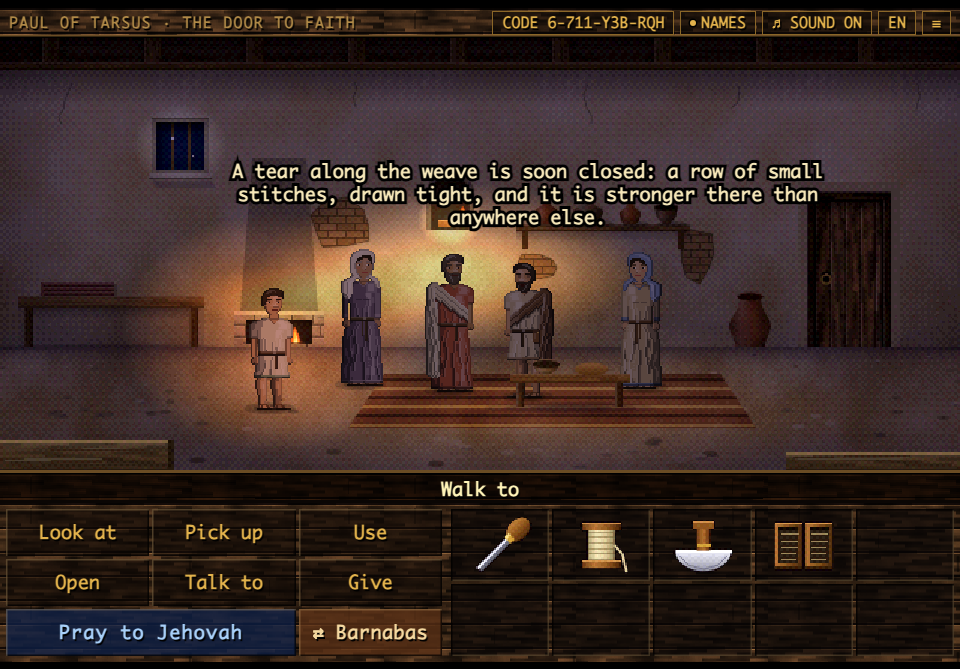 PAUL OF TARSUS · THE DOOR TO FAITH
CODE 6-711-Y3B-RQH
• NAMES
♬ SOUND ON
EN
≡
A tear along the weave is soon closed: a row of small
stitches, drawn tight, and it is stronger there than
anywhere else.
Walk to
Look at
Pick up
Use
Open
Talk to
Give
Pray to Jehovah
⇄ Barnabas